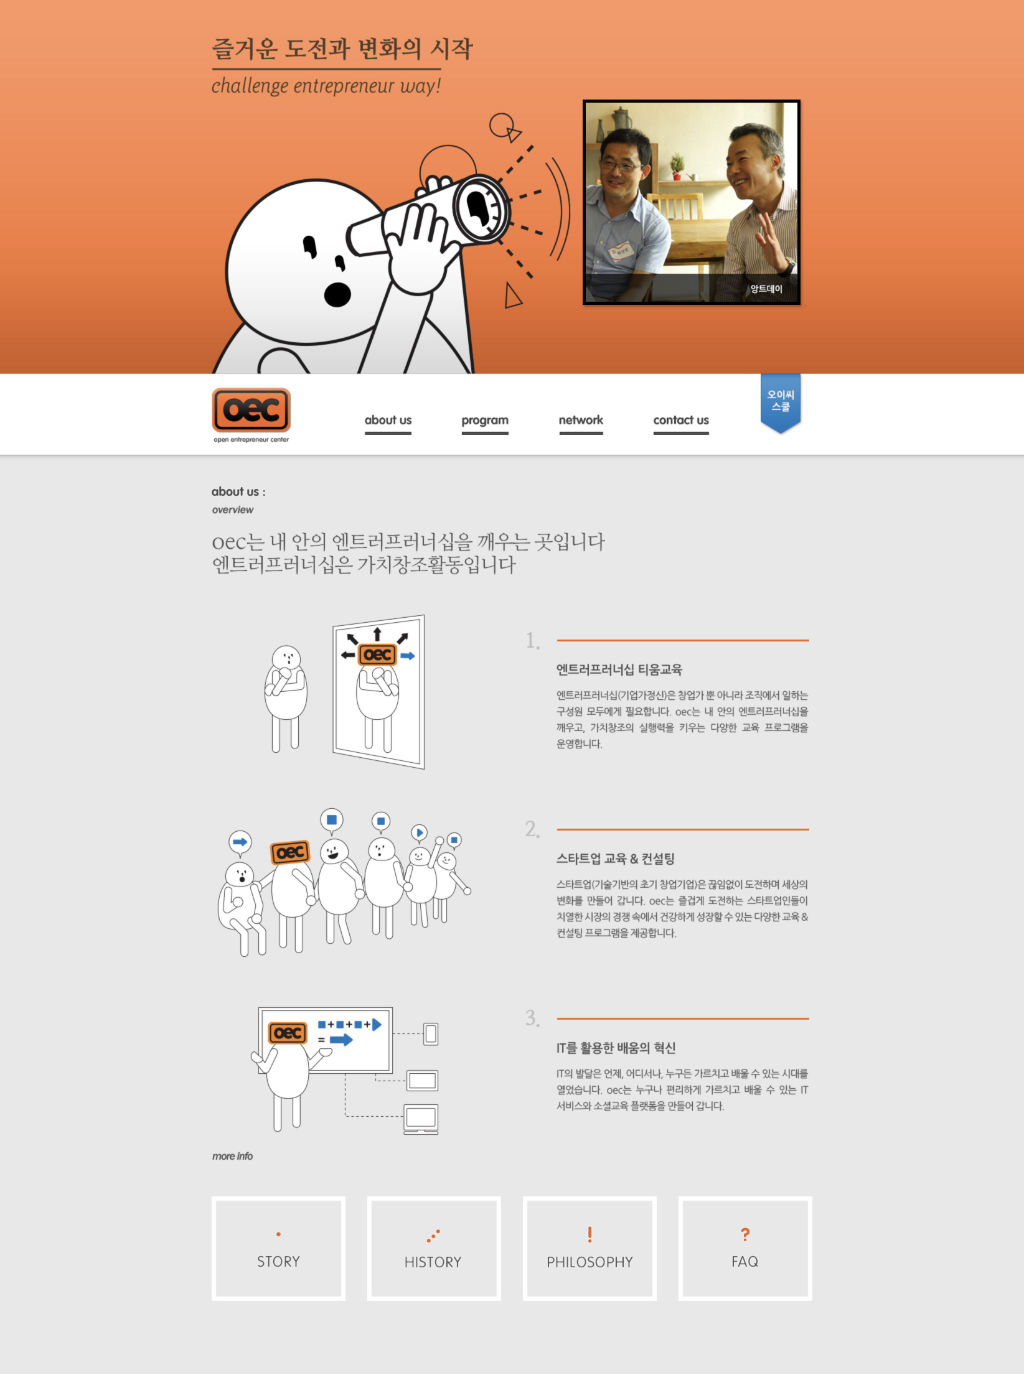 즐거운 도전과 변화의 시작
challenge entrepreneur way!
앙트데이
oec
open entrepreneur center
about us
program
network
contact us
오이씨
스쿨
about us :
overview
oec는 내 안의 엔트러프러너십을 깨우는 곳입니다
엔트러프러너십은 가치창조활동입니다
oec
1.
엔트러프러너십 티움교육
엔트러프러너십(기업가정신)은 창업가 뿐 아니라 조직에서 일하는
구성원 모두에게 필요합니다. oec는 내 안의 엔트러프러너십을
깨우고, 가치창조의 실행력을 키우는 다양한 교육 프로그램을
운영합니다.
oec
2.
스타트업 교육 & 컨설팅
스타트업(기술기반의 초기 창업기업)은 끊임없이 도전하며 세상의
변화를 만들어 갑니다. oec는 즐겁게 도전하는 스타트업인들이
치열한 시장의 경쟁 속에서 건강하게 성장할 수 있는 다양한 교육 &
컨설팅 프로그램을 제공합니다.
oec
+ + +
=
3.
IT를 활용한 배움의 혁신
IT의 발달은 언제, 어디서나, 누구든 가르치고 배울 수 있는 시대를
열었습니다. oec는 누구나 편리하게 가르치고 배울 수 있는 IT
서비스와 소셜교육 플랫폼을 만들어 갑니다.
more info
STORY
HISTORY
!
PHILOSOPHY
?
FAQ